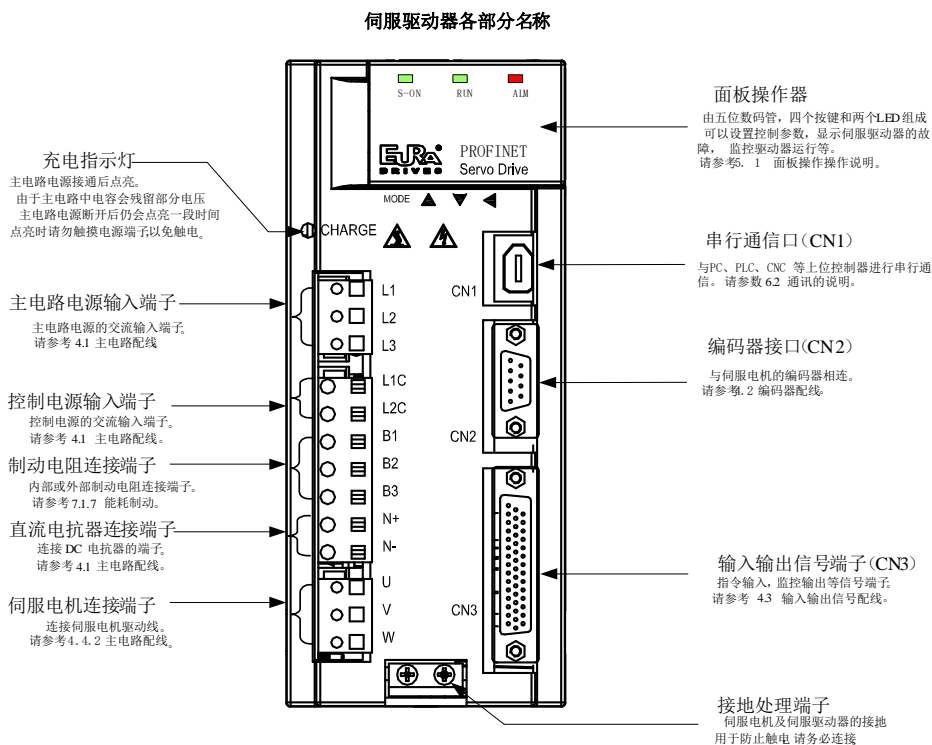 伺服驱动器各部分名称
S-ON RUN ALM
EURA
DRIVES
PROFINET
Servo Drive
MODE
CHARGE
L1
L2
L3
L1C
L2C
B1
B2
B3
N+
N-
U
V
W
CN1
CN2
CN3
充电指示灯
主电路电源接通后点亮。
由于主电路中电容会残留部分电压
主电路电源断开后仍会点亮一段时间
点亮时请勿触摸电源端子以免触电。
主电路电源输入端子
主电路电源的交流输入端子。
请参考 4.1 主电路配线
控制电源输入端子
控制电源的交流输入端子。
请参考 4.1 主电路配线。
制动电阻连接端子
内部或外部制动电阻连接端子。
请参考 7.1.7 能耗制动。
直流电抗器连接端子
连接 DC 电抗器的端子。
请参考 4.1 主电路配线。
伺服电机连接端子
连接伺服电机驱动线。
请参考4.4.2 主电路配线。
面板操作器
由五位数码管，四个按键和两个LED组成
可以设置控制参数，显示伺服驱动器的故
障， 监控驱动器运行等。
请参考5. 1 面板操作操作说明。
串行通信口(CN1)
与PC、PLC、CNC 等上位控制器进行串行通
信。请参数 6.2 通讯的说明。
编码器接口(CN2)
与伺服电机的编码器相连。
请参考4.2 编码器配线。
输入输出信号端子(CN3)
指令输入，监控输出等信号端子
请参考 4.3 输入输出信号配线。
接地处理端子
伺服电机及伺服驱动器的接地
用于防止触电 请务必连接